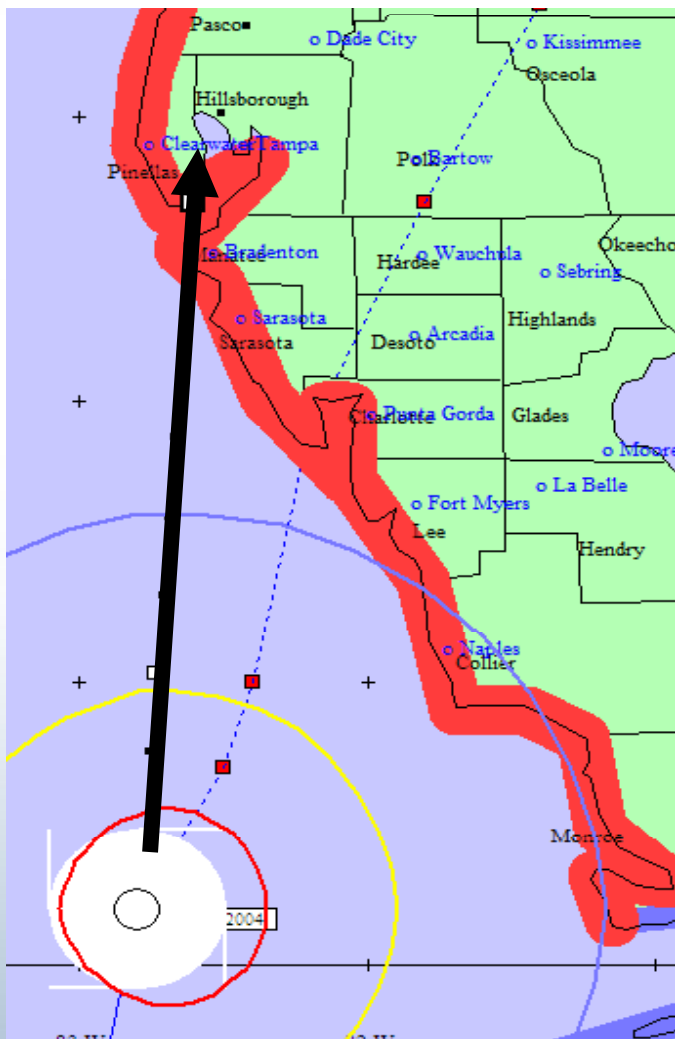 Pasco
o Dade City
o Kissimmee
Osceola
Hillsborough
o Clearwater Tampa
Polk
o Bartow
Pinellas
Okeecho
Manatee
o Bradenton
Hardee
o Wauchula
o Sebring
o Sarasota
Sarasota
Desoto
o Arcadia
Highlands
Charlotte
o Punta Gorda
Glades
o Moore
o La Belle
o Fort Myers
Lee
Hendry
o Naples
Collier
Monroe
2004